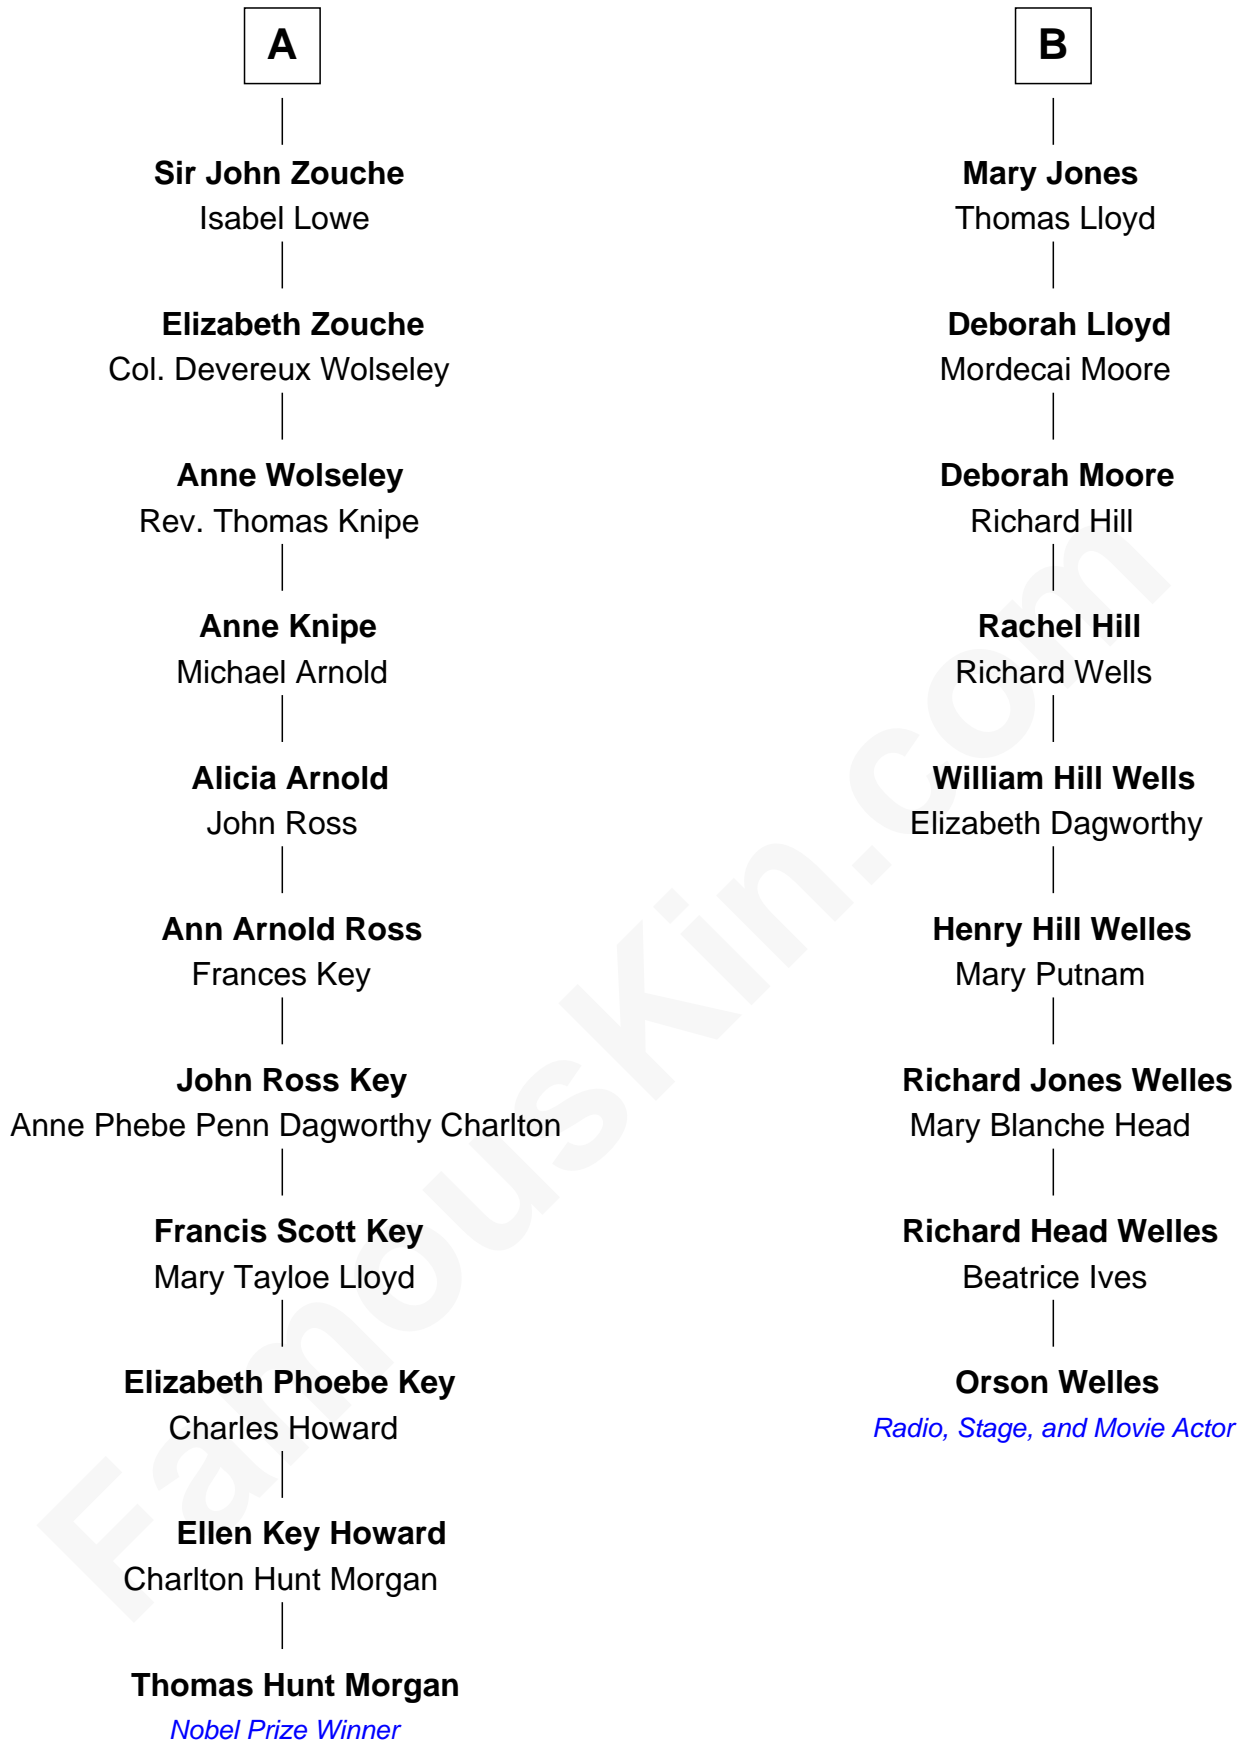 A
Sir John Zouche
Isabel Lowe
Elizabeth Zouche
Col. Devereux Wolseley
Anne Wolseley
Rev. Thomas Knipe
Anne Knipe
Michael Arnold
Alicia Arnold
John Ross
Ann Arnold Ross
Frances Key
John Ross Key
Anne Phebe Penn Dagworthy Charlton
Francis Scott Key
Mary Tayloe Lloyd
Elizabeth Phoebe Key
Charles Howard
Ellen Key Howard
Charlton Hunt Morgan
Thomas Hunt Morgan
Nobel Prize Winner
B
Mary Jones
Thomas Lloyd
Deborah Lloyd
Mordecai Moore
Deborah Moore
Richard Hill
Rachel Hill
Richard Wells
William Hill Wells
Elizabeth Dagworthy
Henry Hill Welles
Mary Putnam
Richard Jones Welles
Mary Blanche Head
Richard Head Welles
Beatrice Ives
Orson Welles
Radio, Stage, and Movie Actor
FamousKin.com